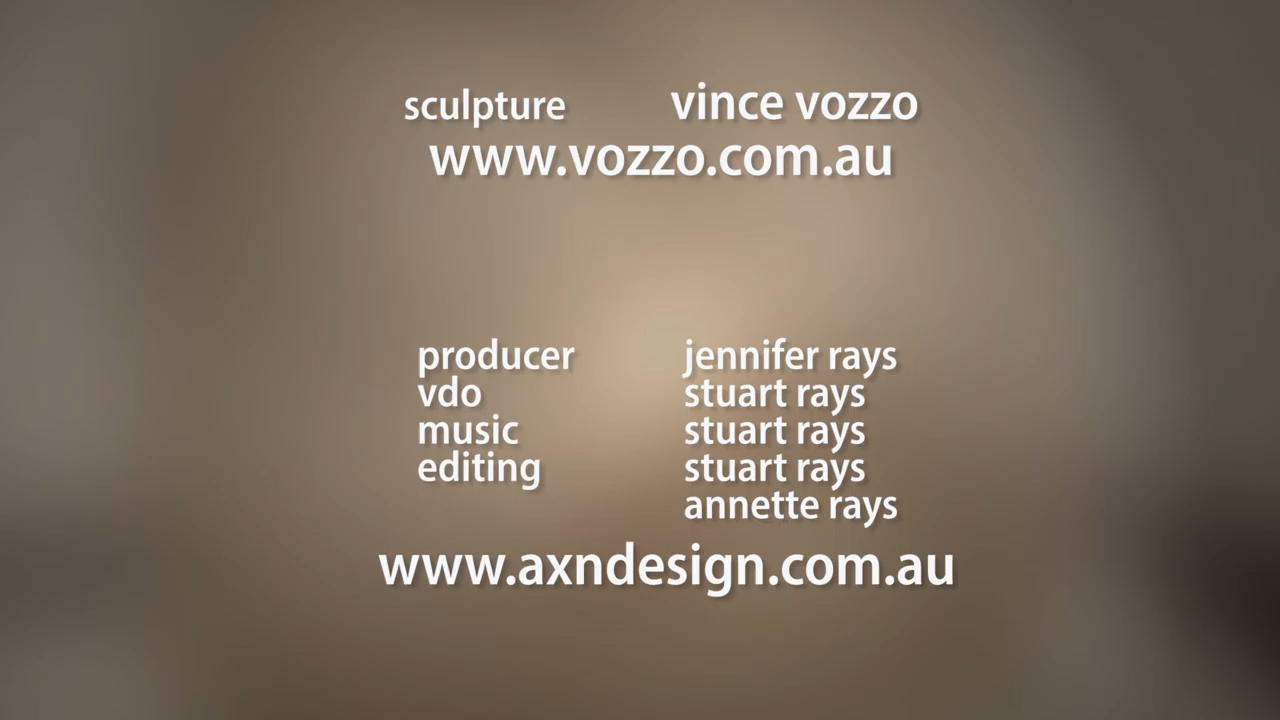 sculpture vince vozzo
www.vozzo.com.au
producer jennifer rays
vdo stuart rays
music stuart rays
editing stuart rays
annette rays
www.axndesign.com.au